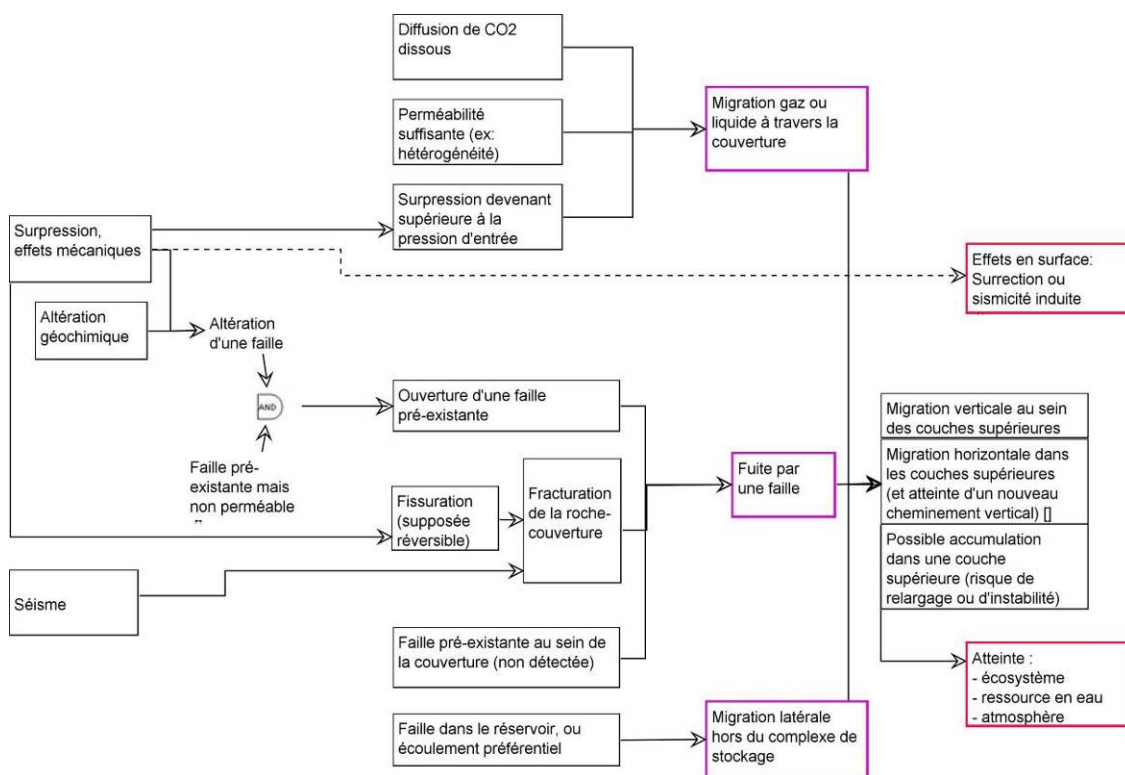 Diffusion de CO2
dissous
Perméabilité
suffisante (ex:
hétérogénéité)
Surpression devenant
supérieure à la
pression d'entrée
Migration gaz ou
liquide à travers la
couverture
Surpression,
effets mécaniques
Effets en surface:
Surrection ou
sismicité induite
Altération
géochimique
Altération
d'une faille
AND
Faille pré-
existante mais
non perméable
Ouverture d'une faille
pré-existante
Fissuration
(supposée
réversible)
Fracturation
de la roche-
couverture
Séisme
Faille pré-existante au sein de
la couverture (non détectée)
Faille dans le réservoir, ou
écoulement préférentiel
Fuite par
une faille
Migration latérale
hors du complexe de
stockage
Migration verticale au sein
des couches supérieures
Migration horizontale dans
les couches supérieures
(et atteinte d'un nouveau
cheminement vertical) []
Possible accumulation
dans une couche
supérieure (risque de
relargage ou d'instabilité)
Atteinte :
- écosystème
- ressource en eau
- atmosphère